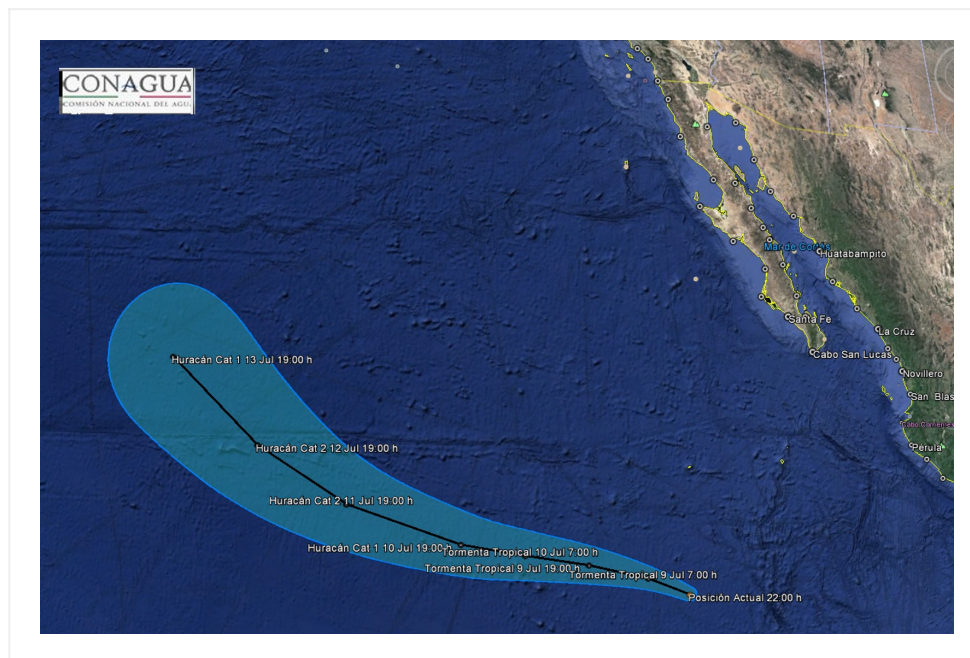 CONAGUA
COMISIÓN NACIONAL DEL AGU
Mar de Cortés
Huatabampito
Santa Fe
La Cruz
Cabo San Lucas
Novillero
San Blas
Cabo Corrientes
Perula
Huracán Cat 1 13 Jul 19:00 h
Huracán Cat 2 12 Jul 19:00 h
Huracán Cat 2 11 Jul 19:00 h
Huracán Cat 1 10 Jul 19:00 h
Tormenta Tropical 10 Jul 7:00 h
Tormenta Tropical 9 Jul 19:00 h
Tormenta Tropical 9 Jul 7:00 h
Posición Actual 22:00 h